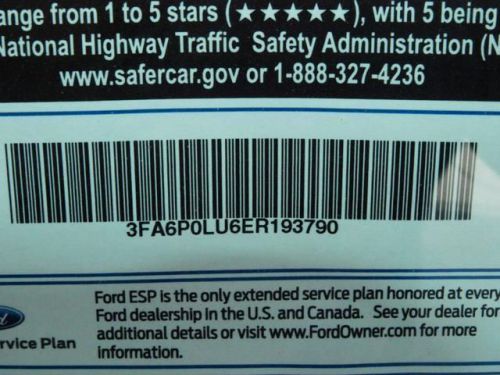 ange from 1 to 5 stars (★★★★★), with 5 being
National Highway Traffic Safety Administration (N
www.safercar.gov or 1-888-327-4236
3FA6P0LU6ER193790
Ford ESP is the only extended service plan honored at every
Ford dealership in the U.S. and Canada. See your dealer for
additional details or visit www.FordOwner.com for more
information.
ervice Plan